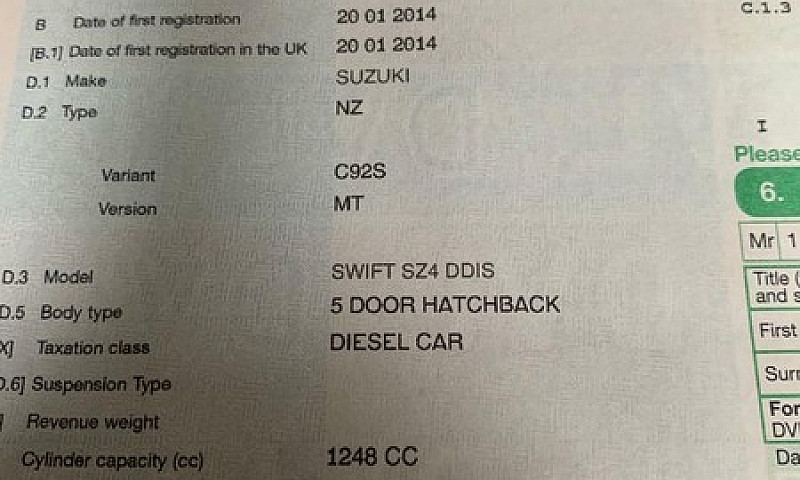 B Date of first registration 20 01 2014
[B.1] Date of first registration in the UK 20 01 2014
D.1 Make SUZUKI
D.2 Type NZ
Variant C92S
Version MT
D.3 Model SWIFT SZ4 DDIS
D.5 Body type 5 DOOR HATCHBACK
X] Taxation class DIESEL CAR
D.6] Suspension Type
] Revenue weight
Cylinder capacity (cc) 1248 CC
C.1.3
I
Please
6.
Mr 1
Title (
and s
First
Surn
For
DV
Da